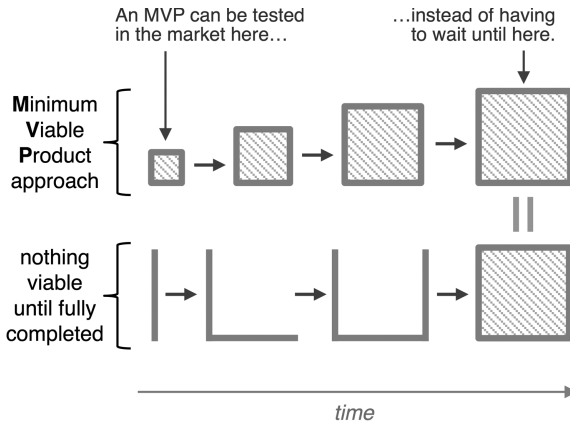 An MVP can be tested
in the market here…
…instead of having
to wait until here.
Minimum
Viable
Product
approach
nothing
viable
until fully
completed
time